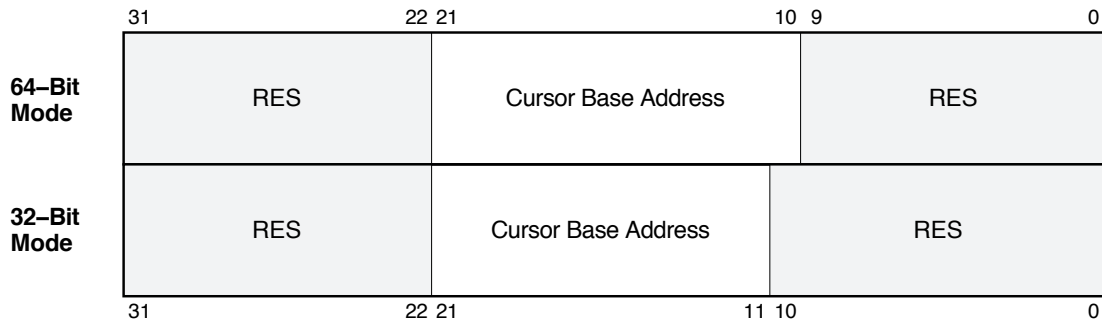 31 22 21 10 9 0
64–Bit
Mode
RES Cursor Base Address RES
32–Bit
Mode
RES Cursor Base Address RES
31 22 21 11 10 0